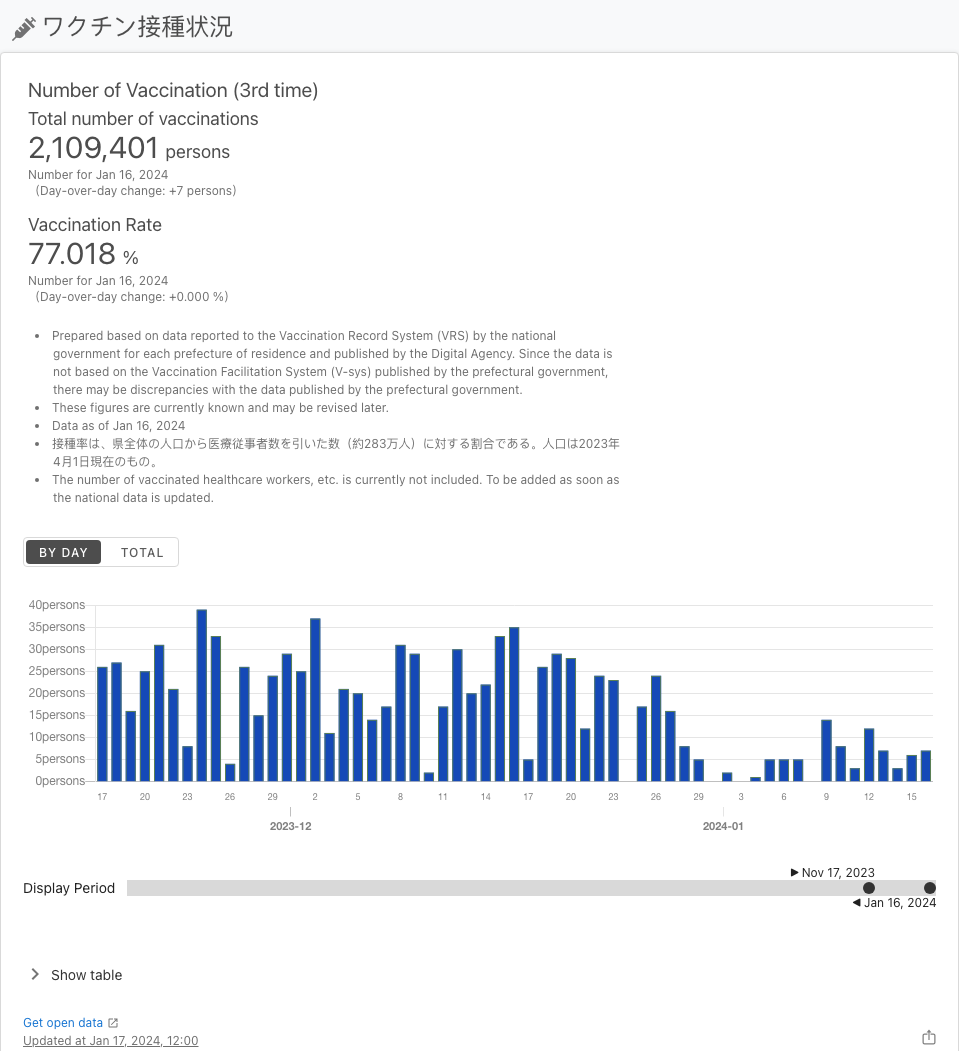 ワクチン接種状況
Number of Vaccination (3rd time)
Total number of vaccinations
2,109,401 persons
Number for Jan 16, 2024
(Day-over-day change: +7 persons)
Vaccination Rate
77.018 %
Number for Jan 16, 2024
(Day-over-day change: +0.000 %)
• Prepared based on data reported to the Vaccination Record System (VRS) by the national
government for each prefecture of residence and published by the Digital Agency. Since the data is
not based on the Vaccination Facilitation System (V-sys) published by the prefectural government,
there may be discrepancies with the data published by the prefectural government.
• These figures are currently known and may be revised later.
• Data as of Jan 16, 2024
• 接種率は、県全体の人口から医療従事者数を引いた数（約283万人）に対する割合である。人口は2023年
4月1日現在のもの。
• The number of vaccinated healthcare workers, etc. is currently not included. To be added as soon as
the national data is updated.
BY DAY TOTAL
40persons
35persons
30persons
25persons
20persons
15persons
10persons
5persons
0persons
17 20 23 26 29 2 5 8 11 14 17 20 23 26 29 3 6 9 12 15
2023-12 2024-01
Nov 17, 2023
Display Period
Jan 16, 2024
Show table
Get open data
Updated at Jan 17, 2024, 12:00